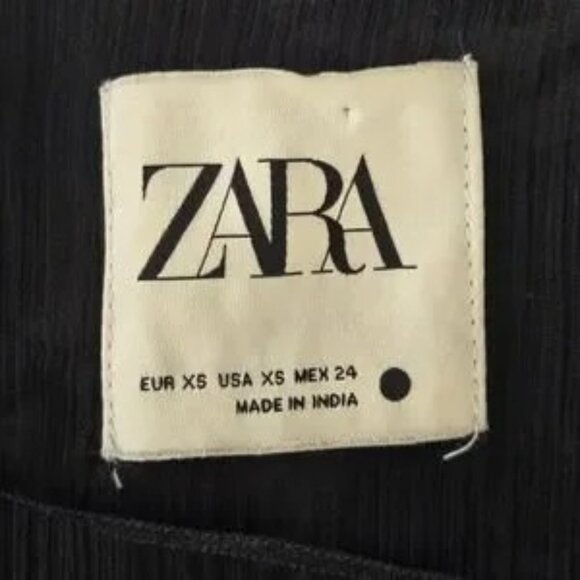 ZARA
EUR XS USA XS MEX 24
MADE IN INDIA